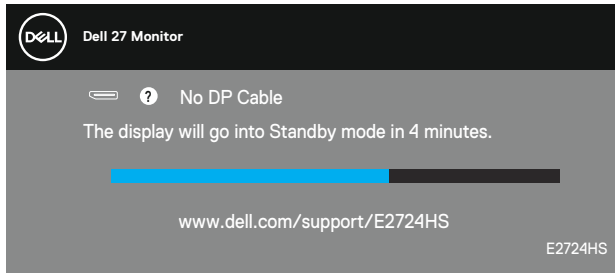 DELL
Dell 27 Monitor
? No DP Cable
The display will go into Standby mode in 4 minutes.
www.dell.com/support/E2724HS
E2724HS